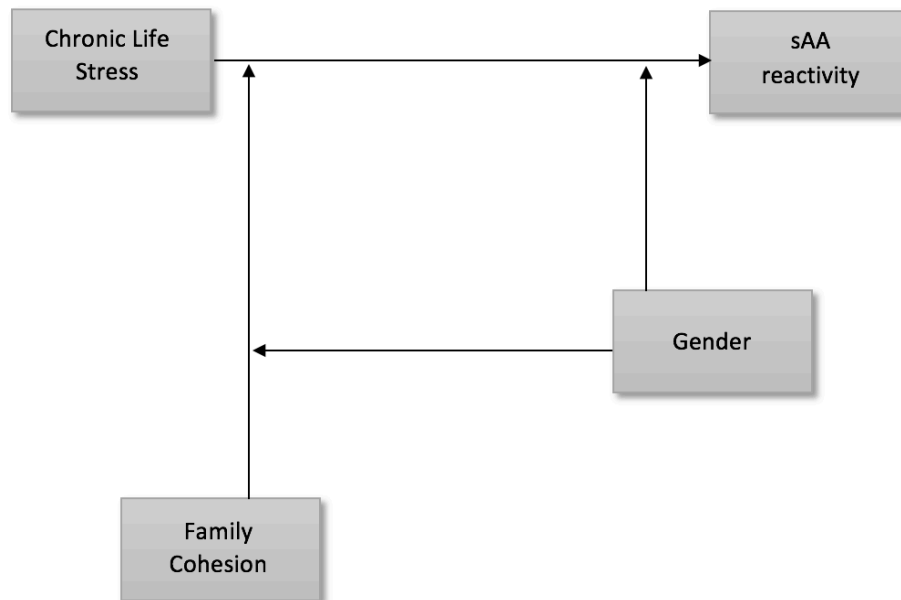 Chronic Life
Stress
sAA
reactivity
Gender
Family
Cohesion